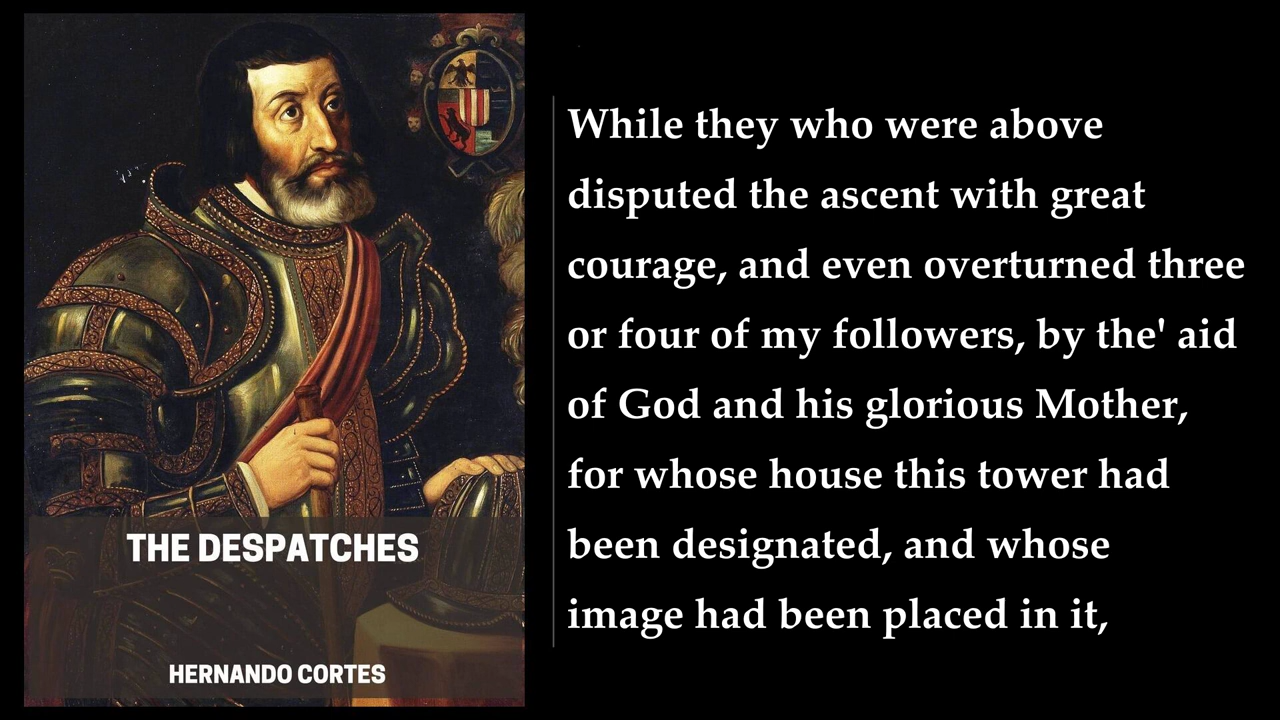 THE DESPATCHES
HERNANDO CORTES
While they who were above
disputed the ascent with great
courage, and even overturned three
or four of my followers, by the' aid
of God and his glorious Mother,
for whose house this tower had
been designated, and whose
image had been placed in it,